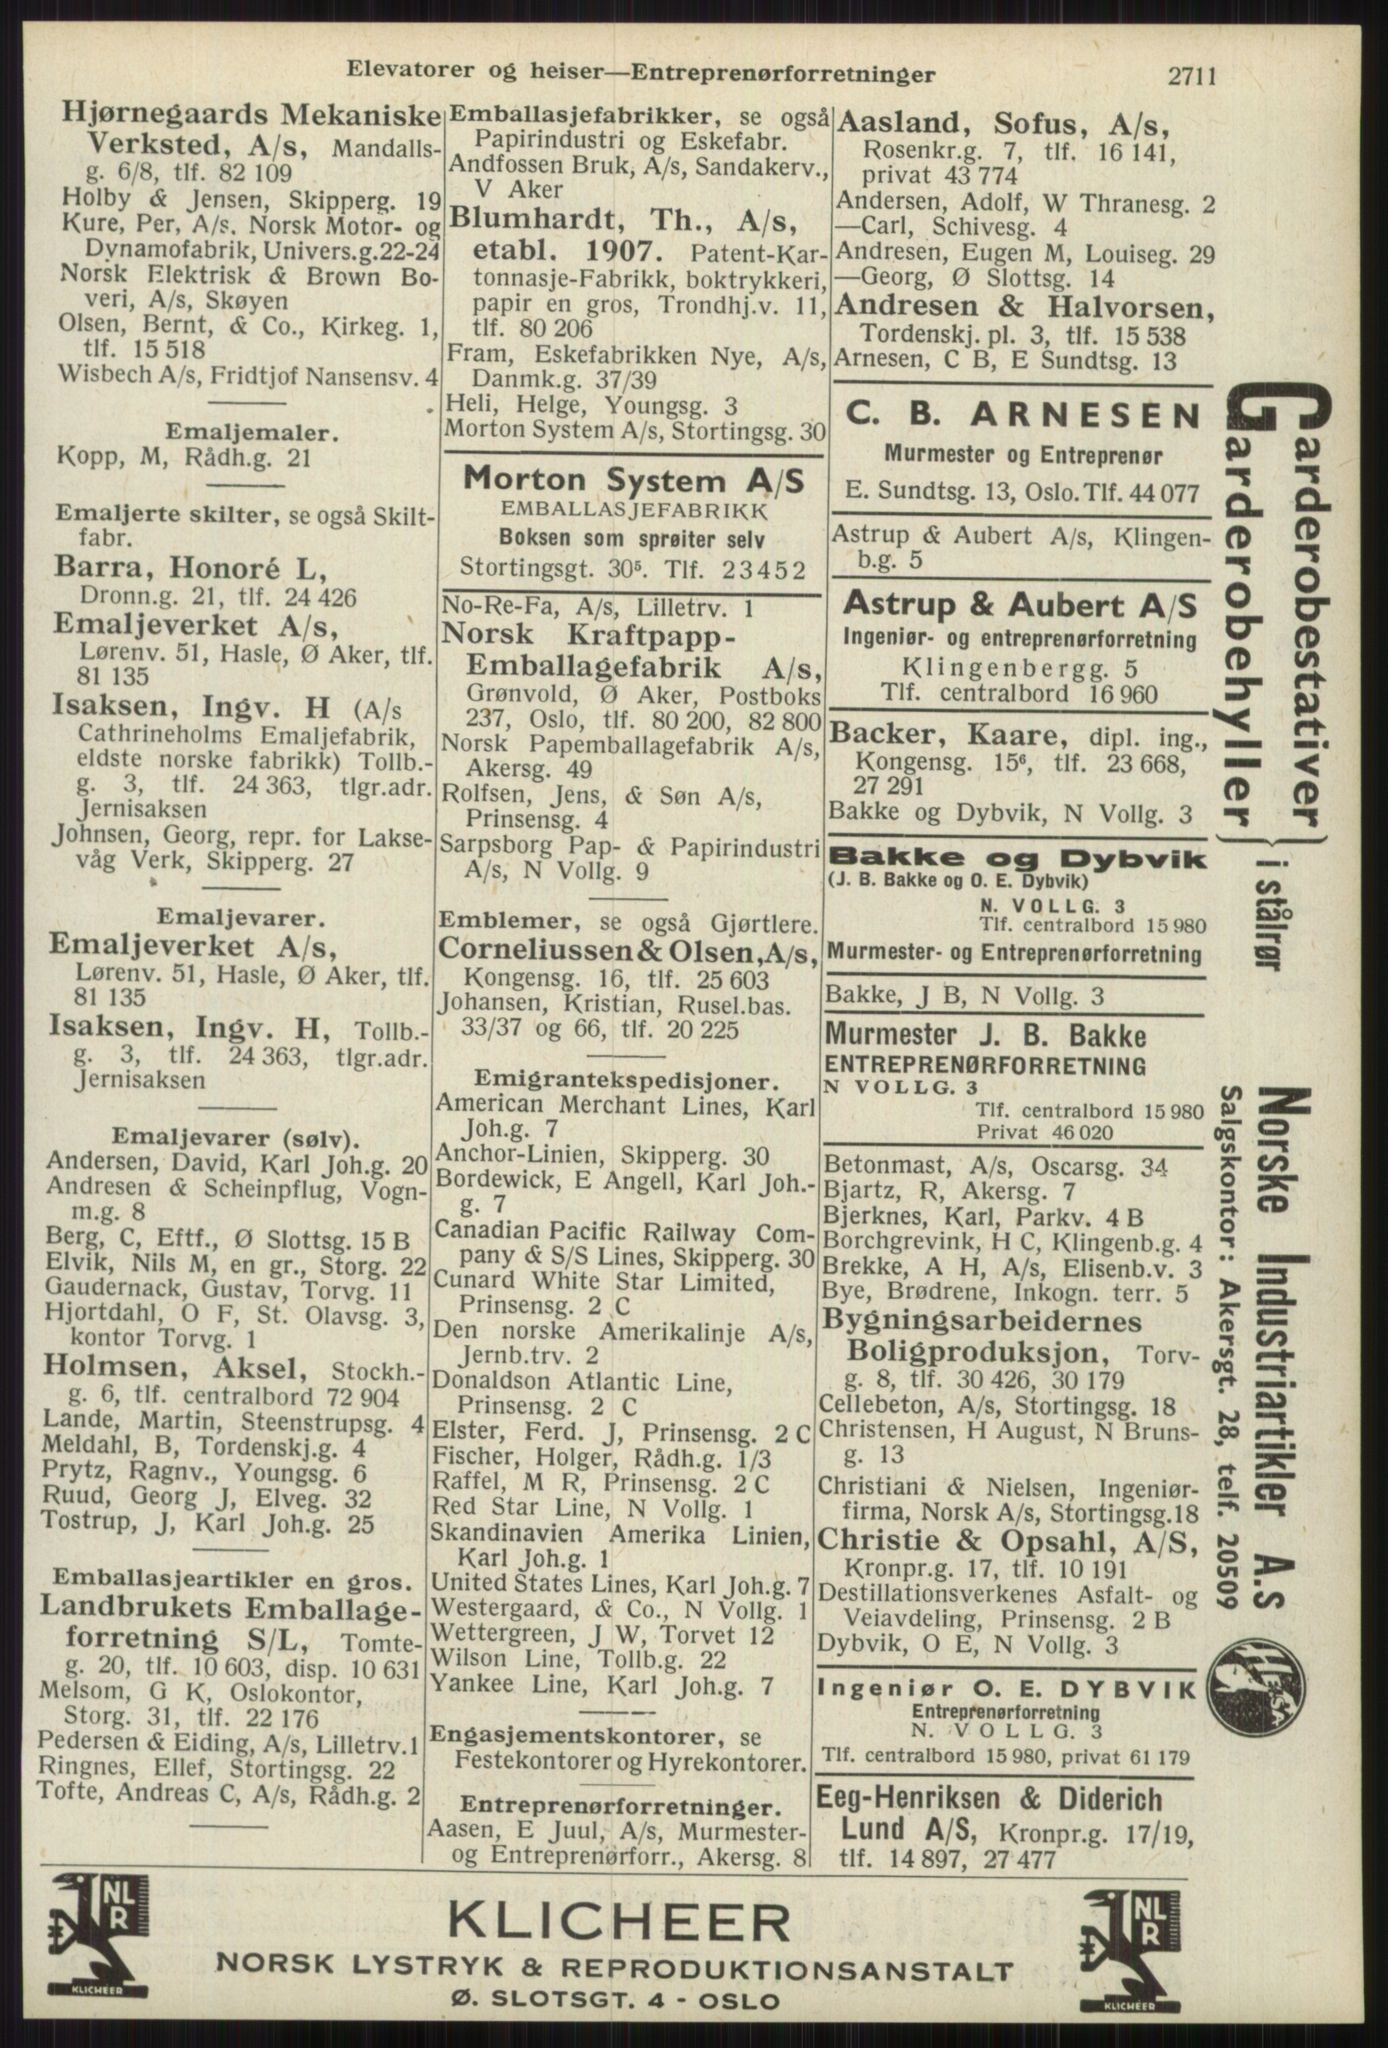 Elevatorer og heiser—Entreprenørforretninger
2711
Hjørnegaards Mekaniske
Verksted, A/s, Mandalls-
g. 6/8, tlf. 82 109
Holby & Jensen, Skipperg. 19
Kure, Per, A/s, Norsk Motor- og
Dynamofabrik, Univers.g.22-24
Norsk Elektrisk & Brown Bo-
veri, A/s, Skøyen
Olsen, Bernt, & Co., Kirkeg. 1,
tlf. 15 518
Wisbech A/s, Fridtjof Nansensv. 4
Emaljemaler.
Kopp, M, Rådh.g. 21
Emaljerte skilter, se også Skilt-
fabr.
Barra, Honoré L,
Dronn.g. 21, tlf. 24 426
Emaljeverket A/s,
Lørenv. 51, Hasle, Ø Aker, tlf.
81 135
Isaksen, Ingv. H (A/s
Cathrineholms Emaljefabrik,
eldste norske fabrikk) Tollb.-
g. 3, tlf. 24 363, tlgr.adr.
Jernisaksen
Johnsen, Georg, repr. for Lakse-
våg Verk, Skipperg. 27
Emaljevarer.
Emaljeverket A/s,
Lørenv. 51, Hasle, Ø Aker, tlf.
81 135
Isaksen, Ingv. H, Tollb.-
g. 3, tlf. 24 363, tlgr.adr.
Jernisaksen
Emaljevarer (sølv).
Andersen, David, Karl Joh.g. 20
Andresen & Scheinpflug, Vogn-
m.g. 8
Berg, C, Eftf., Ø Slottsg. 15 B
Elvik, Nils M, en gr., Storg. 22
Gaudernack, Gustav, Torvg. 11
Hjortdahl, O F, St. Olavsg. 3,
kontor Torvg. 1
Holmsen, Aksel, Stockh.-
g. 6, tlf. centralbord 72 904
Lande, Martin, Steenstrupsg. 4
Meldahl, B, Tordenskj.g. 4
Prytz, Ragnv., Youngsg. 6
Ruud, Georg J, Elveg. 32
Tostrup, J, Karl Joh.g. 25
Emballasjeartikler en gros.
Landbrukets Emballage-
forretning S/L, Tomte-
g. 20, tlf. 10 603, disp. 10 631
Melsom, G K, Oslokontor,
Storg. 31, tlf. 22 176
Pedersen & Eiding, A/s, Lilletrv.1
Ringnes, Ellef, Stortingsg. 22
Tofte, Andreas C, A/s, Rådh.g. 2
Emballasjefabrikker, se også
Papirindustri og Eskefabr.
Andfossen Bruk, A/s, Sandakerv.,
V Aker
Blumhardt, Th., A/s,
etabl. 1907. Patent-Kar-
tonnasje-Fabrikk, boktrykkeri,
papir en gros, Trondhj.v. 11,
tlf. 80 206
Fram, Eskefabrikken Nye, A/s,
Danmk.g. 37/39
Heli, Helge, Youngsg. 3
Morton System A/s, Stortingsg. 30
Morton System A/S
EMBALLASJEFABRIKK
Boksen som sprøiter selv
Stortingsgt. 30⁵. Tlf. 23452
No-Re-Fa, A/s, Lilletrv. 1
Norsk Kraftpapp-
Emballagefabrik A/s,
Grønvold, Ø Aker, Postboks
237, Oslo, tlf. 80 200, 82 800
Norsk Papemballagefabrik A/s,
Akersg. 49
Rolfsen, Jens, & Søn A/s,
Prinsensg. 4
Sarpsborg Pap- & Papirindustri
A/s, N Vollg. 9
Emblemer, se også Gjørtlere.
Corneliussen & Olsen, A/s,
Kongensg. 16, tlf. 25 603
Johansen, Kristian, Rusel.bas.
33/37 og 66, tlf. 20 225
Emigrantekspedisjoner.
American Merchant Lines, Karl
Joh.g. 7
Anchor-Linien, Skipperg. 30
Bordewick, E Angell, Karl Joh.-
g. 7
Canadian Pacific Railway Com-
pany & S/S Lines, Skipperg. 30
Cunard White Star Limited,
Prinsensg. 2 C
Den norske Amerikalinje A/s,
Jernb.trv. 2
Donaldson Atlantic Line,
Prinsensg. 2 C
Elster, Ferd. J, Prinsensg. 2 C
Fischer, Holger, Rådh.g. 1/3
Raffel, M R, Prinsensg. 2 C
Red Star Line, N Vollg. 1
Skandinavien Amerika Linien,
Karl Joh.g. 1
United States Lines, Karl Joh.g. 7
Westergaard, & Co., N Vollg. 1
Wettergreen, J W, Torvet 12
Wilson Line, Tollb.g. 22
Yankee Line, Karl Joh.g. 7
Engasjementskontorer, se
Festekontorer og Hyrekontorer.
Entreprenørforretninger.
Aasen, E Juul, A/s, Murmester-
og Entreprenørforr., Akersg. 8
Aasland, Sofus, A/s,
Rosenkr.g. 7, tlf. 16 141,
privat 43 774
Andersen, Adolf, W Thranesg. 2
—Carl, Schivesg. 4
Andresen, Eugen M, Louiseg. 29
—Georg, Ø Slottsg. 14
Andresen & Halvorsen,
Tordenskj. pl. 3, tlf. 15 538
Arnesen, C B, E Sundtsg. 13
C. B. ARNESEN
Murmester og Entreprenør
E. Sundtsg. 13, Oslo. Tlf. 44 077
Astrup & Aubert A/s, Klingen-
b.g. 5
Astrup & Aubert A/S
Ingeniør- og entreprenørforretning
Klingenbergg. 5
Tlf. centralbord 16 960
Backer, Kaare, dipl. ing.,
Kongensg. 15⁶, tlf. 23 668,
27 291
Bakke og Dybvik, N Vollg. 3
Bakke og Dybvik
(J. B. Bakke og O. E. Dybvik)
N. VOLLG. 3
Tlf. centralbord 15 980
Murmester- og Entreprenørforretning
Bakke, J B, N Vollg. 3
Murmester J. B. Bakke
ENTREPRENØRFORRETNING
N VOLLG. 3
Tlf. centralbord 15 980
Privat 46 020
Betonmast, A/s, Oscarsg. 34
Bjartz, R, Akersg. 7
Bjerknes, Karl, Parkv. 4 B
Borchgrevink, H C, Klingenb.g. 4
Brekke, A H, A/s, Elisenb.v. 3
Bye, Brødrene, Inkogn. terr. 5
Bygningsarbeidernes
Boligproduksjon, Torv-
g. 8, tlf. 30 426, 30 179
Cellebeton, A/s, Stortingsg. 18
Christensen, H August, N Bruns-
g. 13
Christiani & Nielsen, Ingeniør-
firma, Norsk A/s, Stortingsg.18
Christie & Opsahl, A/S,
Kronpr.g. 17, tlf. 10 191
Destillationsverkenes Asfalt- og
Veiavdeling, Prinsensg. 2 B
Dybvik, O E, N Vollg. 3
Ingeniør O. E. DYBVIK
Entreprenørforretning
N. VOLLG. 3
Tlf. centralbord 15 980, privat 61 179
Eeg-Henriksen & Diderich
Lund A/S, Kronpr.g. 17/19,
tlf. 14 897, 27 477
Garderobestativer
Garderobehyller
} i stålrør
Norske Industriartikler A.s
Salgskontor: Akersgt. 28, telf. 20509
NLR
KLICHEER
KLICHEER
NORSK LYSTRYK & REPRODUKTIONSANSTALT
Ø. SLOTSGT. 4 - OSLO
NLR
KLICHEER